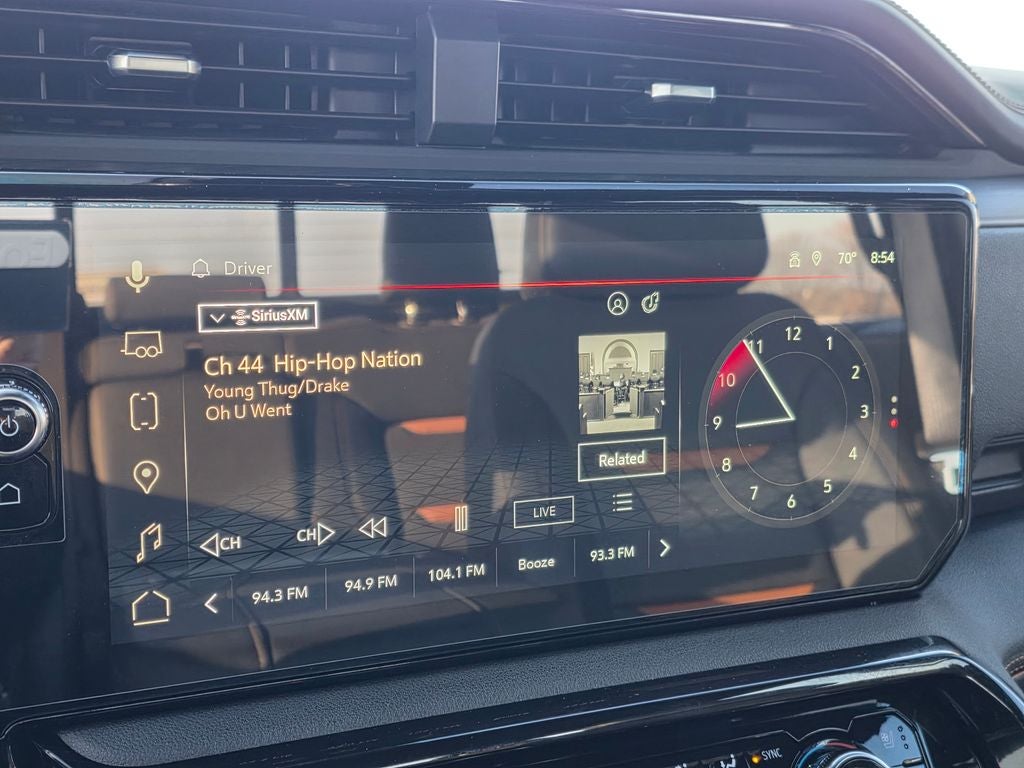 Driver
70° 8:54
SiriusXM
Ch 44 Hip-Hop Nation
Young Thug/Drake
Oh U Went
Related
12
1
2
3
4
5
6
7
8
9
10
11
CH
CH
LIVE
94.3 FM
94.9 FM
104.1 FM
Booze
93.3 FM
SYNC